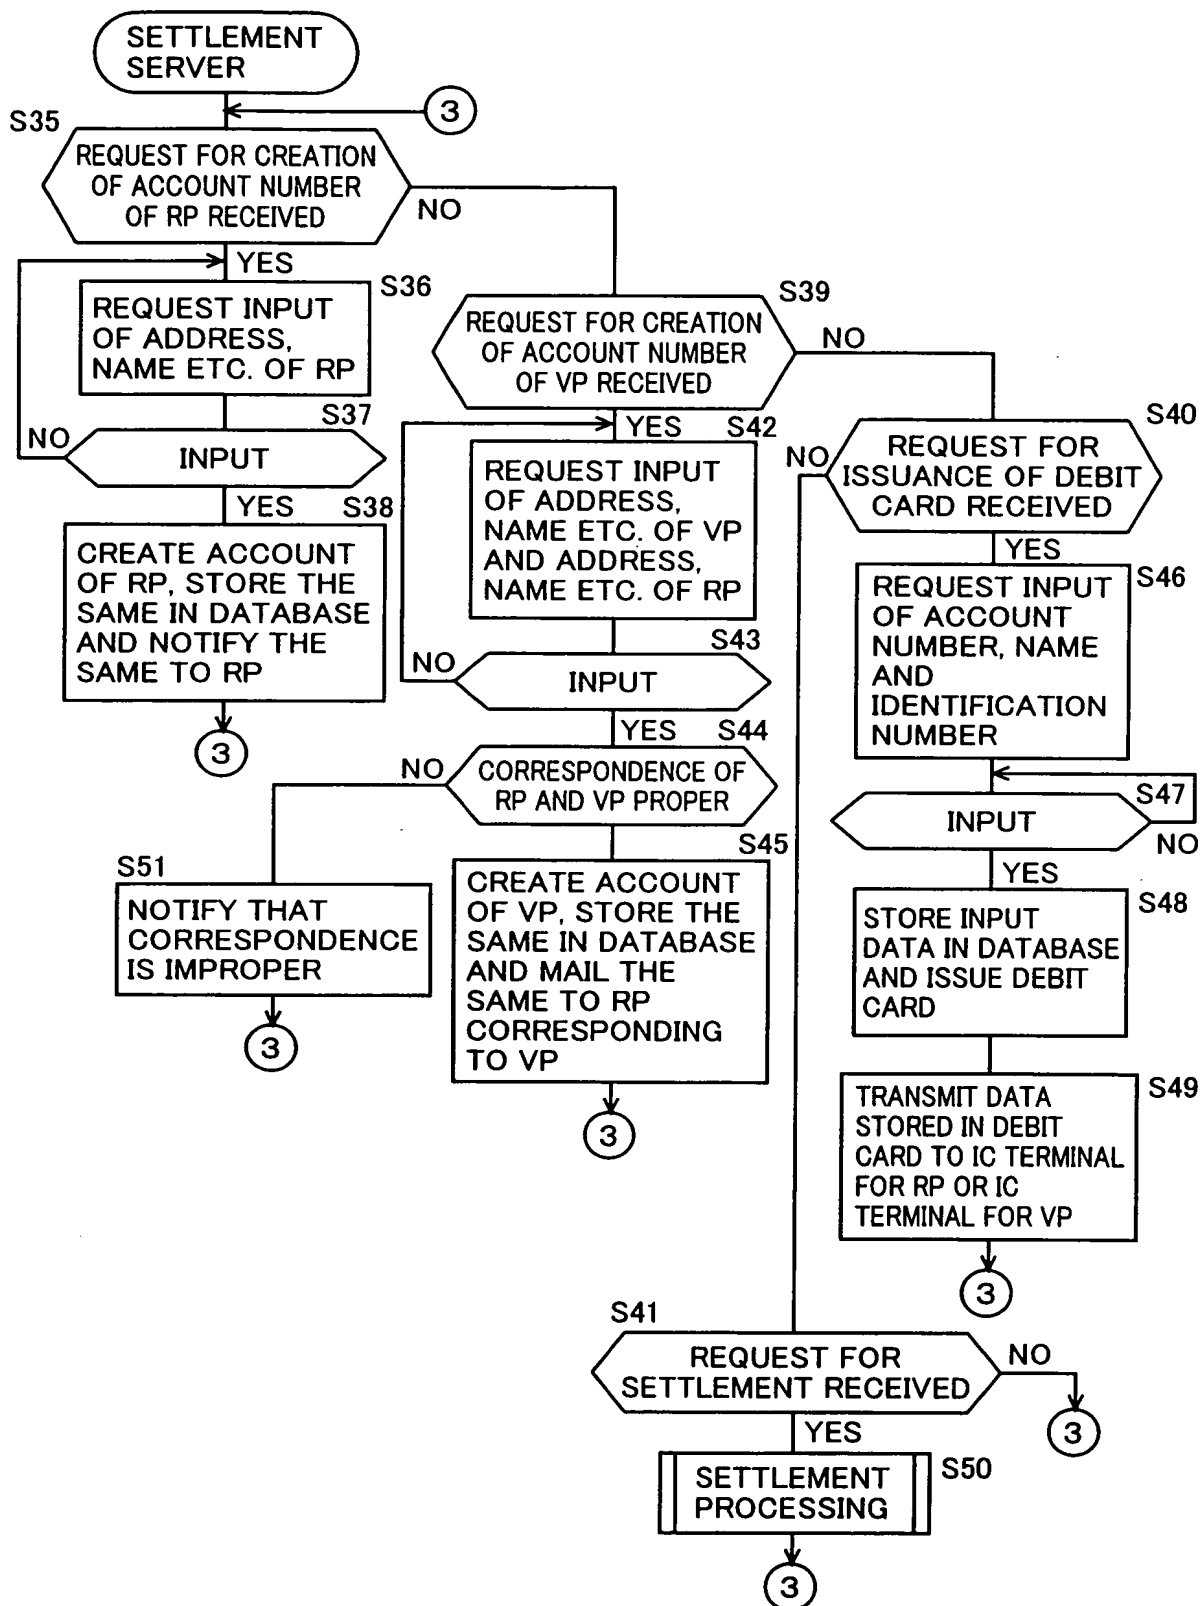 SETTLEMENT
SERVER
3
S35
REQUEST FOR CREATION
OF ACCOUNT NUMBER
OF RP RECEIVED
NO
YES
S36
REQUEST INPUT
OF ADDRESS,
NAME ETC. OF RP
S37
NO
INPUT
YES
S38
CREATE ACCOUNT
OF RP, STORE THE
SAME IN DATABASE
AND NOTIFY THE
SAME TO RP
3
S39
REQUEST FOR CREATION
OF ACCOUNT NUMBER
OF VP RECEIVED
NO
YES
S42
REQUEST INPUT
OF ADDRESS,
NAME ETC. OF VP
AND ADDRESS,
NAME ETC. OF RP
S43
NO
INPUT
YES
S44
NO
CORRESPONDENCE OF
RP AND VP PROPER
S51
NOTIFY THAT
CORRESPONDENCE
IS IMPROPER
3
S45
CREATE ACCOUNT
OF VP, STORE THE
SAME IN DATABASE
AND MAIL THE
SAME TO RP
CORRESPONDING
TO VP
3
S40
NO
REQUEST FOR
ISSUANCE OF DEBIT
CARD RECEIVED
YES
S46
REQUEST INPUT
OF ACCOUNT
NUMBER, NAME
AND
IDENTIFICATION
NUMBER
S47
INPUT
NO
YES
S48
STORE INPUT
DATA IN DATABASE
AND ISSUE DEBIT
CARD
S49
TRANSMIT DATA
STORED IN DEBIT
CARD TO IC TERMINAL
FOR RP OR IC
TERMINAL FOR VP
3
S41
REQUEST FOR
SETTLEMENT RECEIVED
NO
3
YES
S50
SETTLEMENT
PROCESSING
3